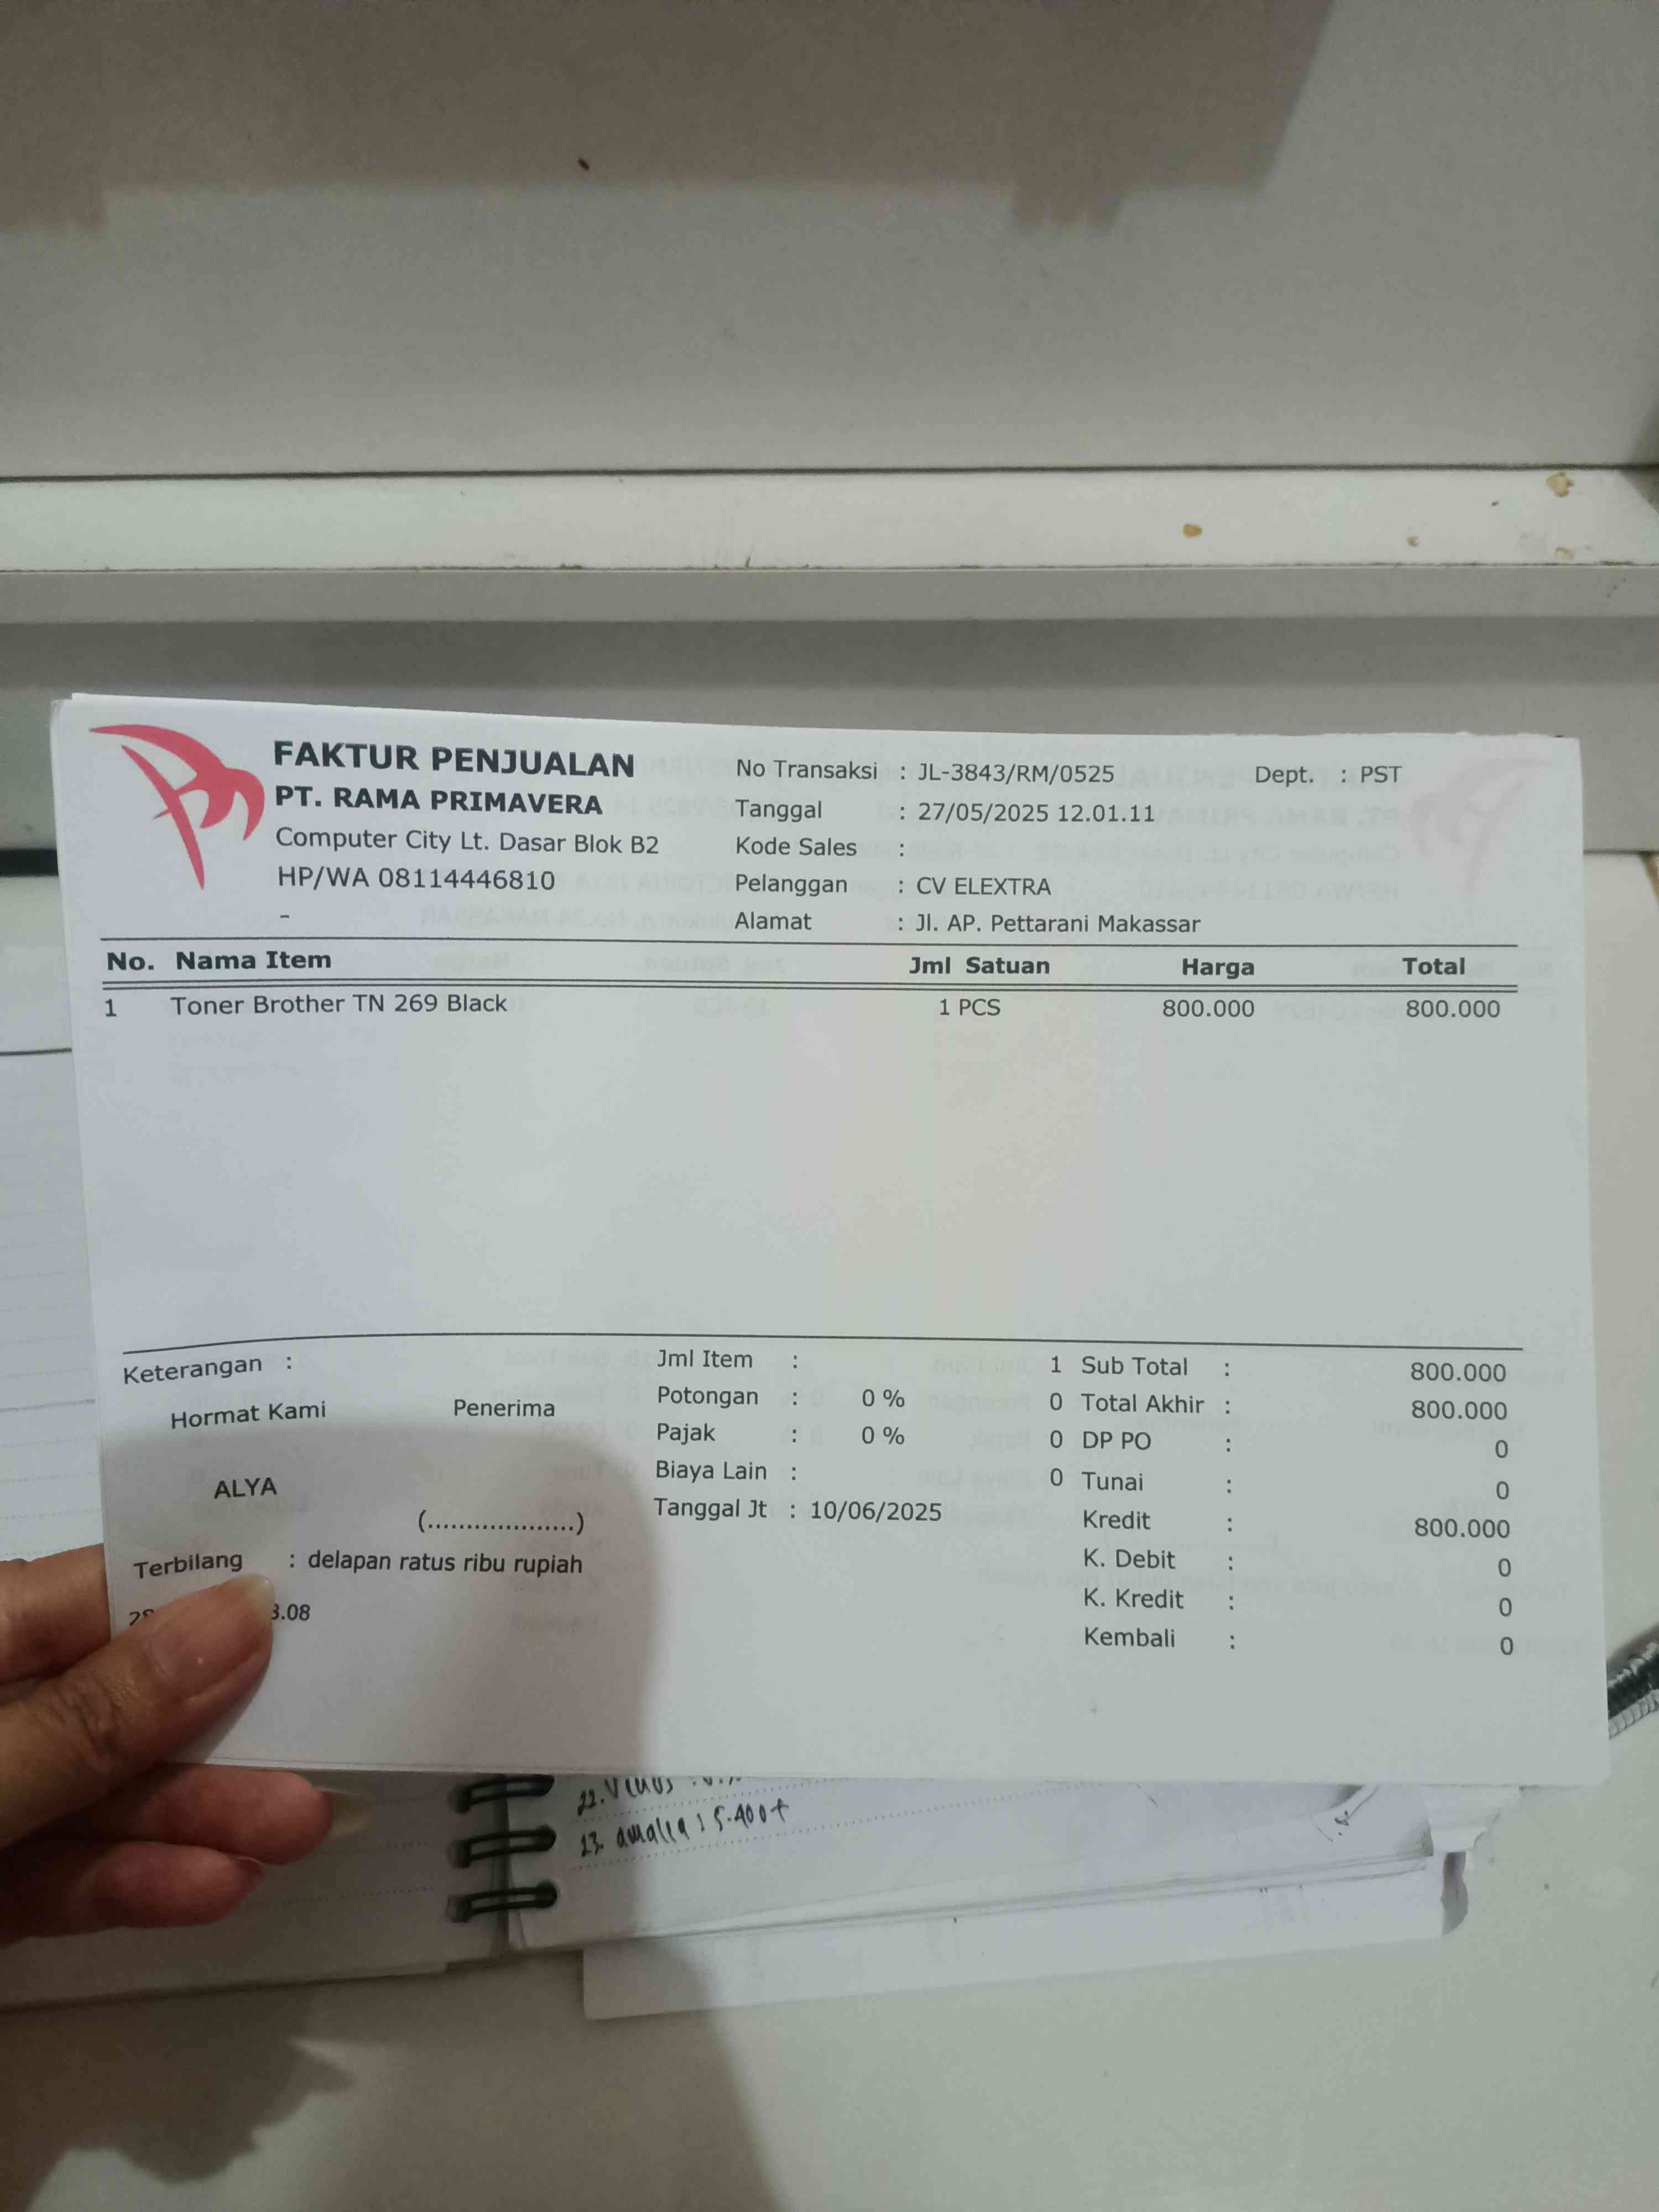 FAKTUR PENJUALAN
PT. RAMA PRIMAVERA
Computer City Lt. Dasar Blok B2
HP/WA 08114446810
-
No Transaksi : JL-3843/RM/0525
Dept. : PST
Tanggal : 27/05/2025 12.01.11
Kode Sales :
Pelanggan : CV ELEXTRA
Alamat : Jl. AP. Pettarani Makassar
No. Nama Item Jml Satuan Harga Total
1 Toner Brother TN 269 Black 1 PCS 800.000 800.000
Keterangan :
Hormat Kami Penerima
ALYA
(...................)
Terbilang : delapan ratus ribu rupiah
3.08
Jml Item : 1
Potongan : 0 % 0
Pajak : 0 % 0
Biaya Lain : 0
Tanggal Jt : 10/06/2025
Sub Total : 800.000
Total Akhir : 800.000
DP PO : 0
Tunai : 0
Kredit : 800.000
K. Debit : 0
K. Kredit : 0
Kembali : 0
22.
23. amalia : 5.400